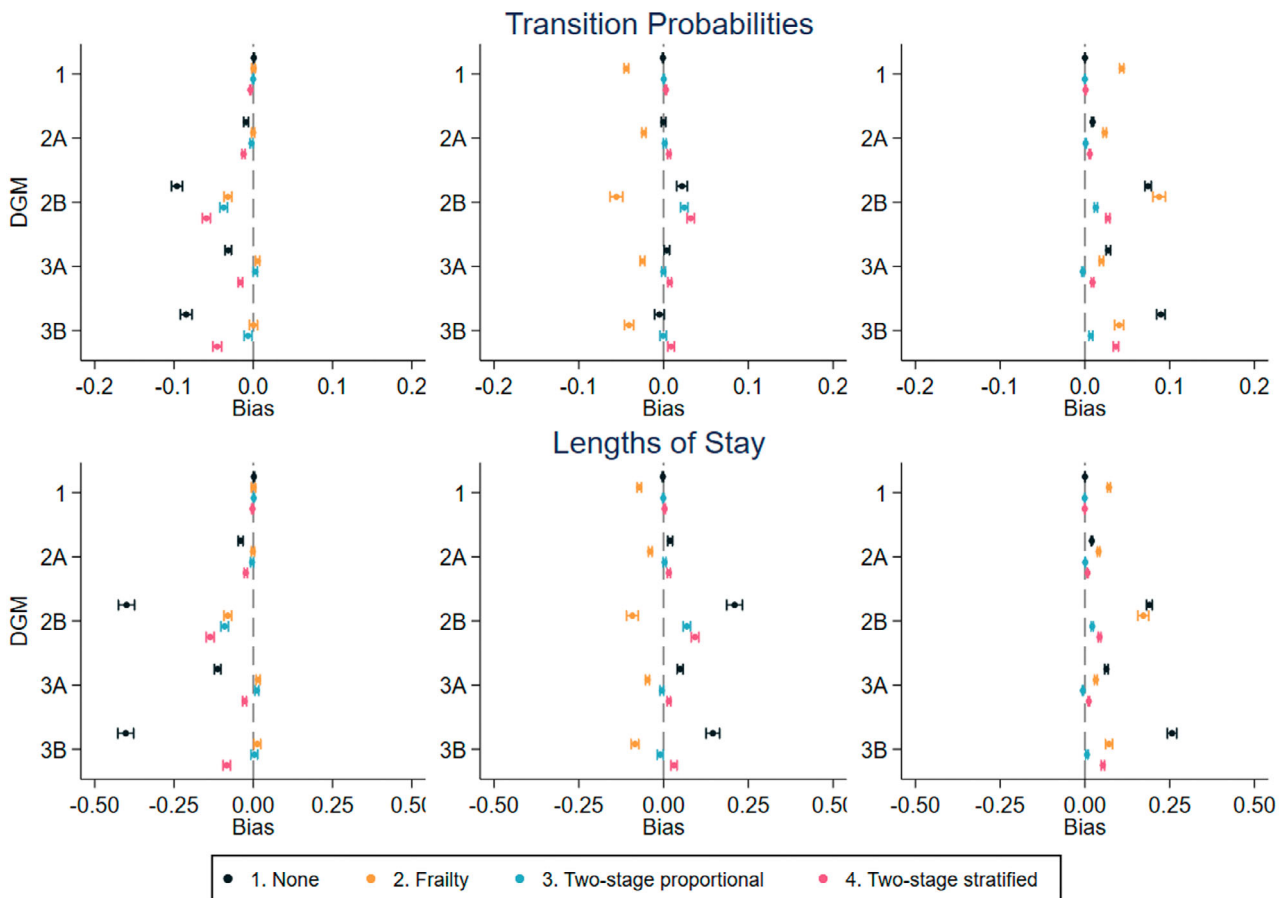 Transition Probabilities
DGM
1
2A
2B
3A
3B
-0.2 -0.1 0.0 0.1 0.2
Bias
-0.2 -0.1 0.0 0.1 0.2
Bias
-0.2 -0.1 0.0 0.1 0.2
Bias
Lengths of Stay
DGM
1
2A
2B
3A
3B
1
2A
2B
3A
3B
1
2A
2B
3A
3B
1
2A
2B
3A
3B
1
2A
2B
3A
3B
-0.50 -0.25 0.00 0.25 0.50
Bias
-0.50 -0.25 0.00 0.25 0.50
Bias
-0.50 -0.25 0.00 0.25 0.50
Bias
1. None 2. Frailty 3. Two-stage proportional 4. Two-stage stratified